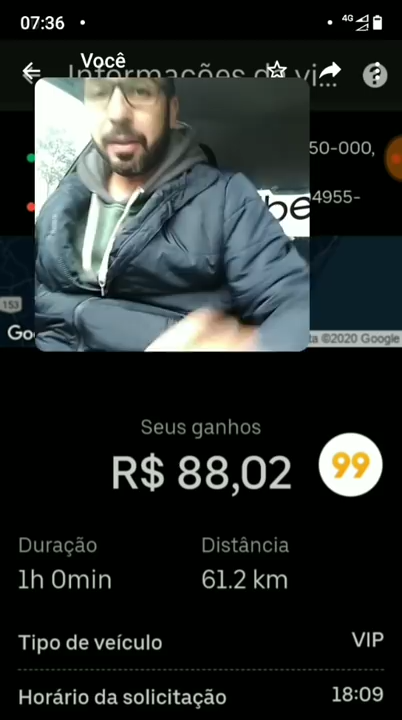 07:36
4G
Você
Informações d vi...
50-000,
4955-
be
153
Go
ta ©2020 Google
Seus ganhos
R$ 88,02
99
Duração
Distância
1h 0min
61.2 km
Tipo de veículo
VIP
Horário da solicitação
18:09